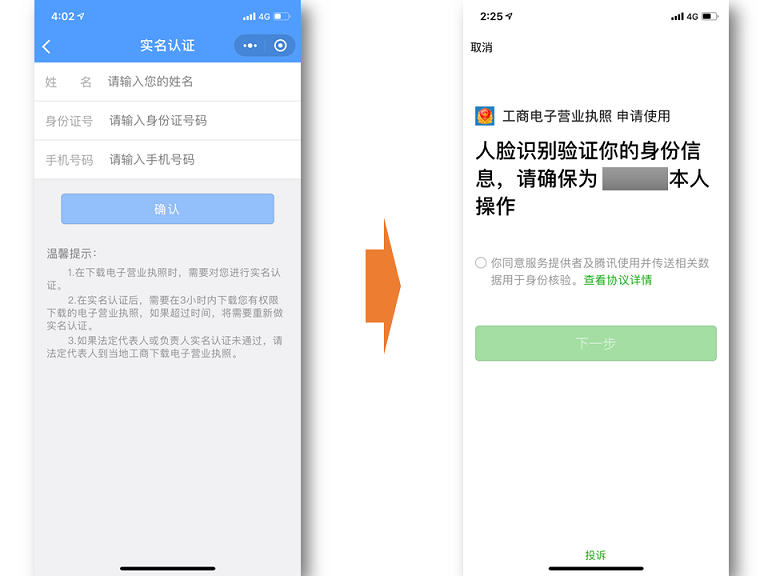 4:02
4G
实名认证
姓 名 请输入您的姓名
身份证号 请输入身份证号码
手机号码 请输入手机号码
确认
温馨提示：
1.在下载电子营业执照时，需要对您进行实名认
证。
2.在实名认证后，需要在3小时内下载您有权限
下载的电子营业执照，如果超过时间，将需要重新做
实名认证。
3.如果法定代表人或负责人实名认证未通过，请
法定代表人到当地工商下载电子营业执照。
2:25
4G
取消
工商电子营业执照 申请使用
人脸识别验证你的身份信
息，请确保为 本人
操作
你同意服务提供者及腾讯使用并传送相关数
据用于身份核验。查看协议详情
下一步
投诉